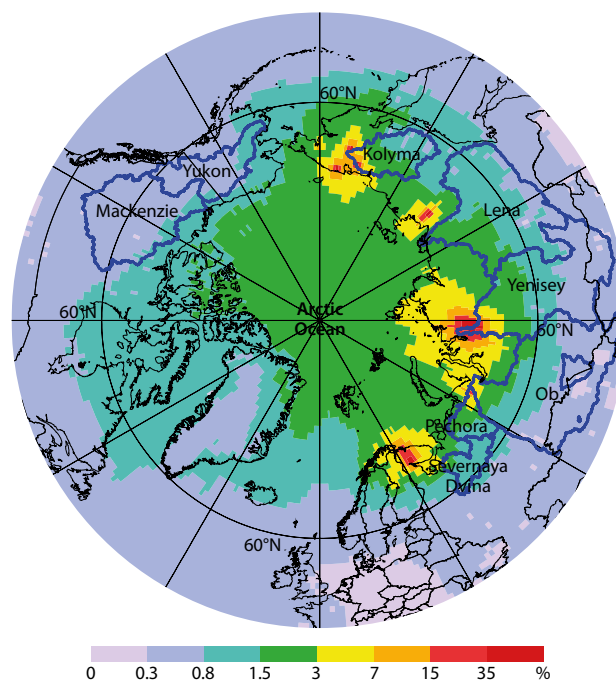 60°N
Kolyma
Yukon
Mackenzie
Lena
Yenisey
60°N
Arctic
Ocean
60°N
Ob
Pechora
Severnaya
Dvina
60°N
0 0.3 0.8 1.5 3 7 15 35 %